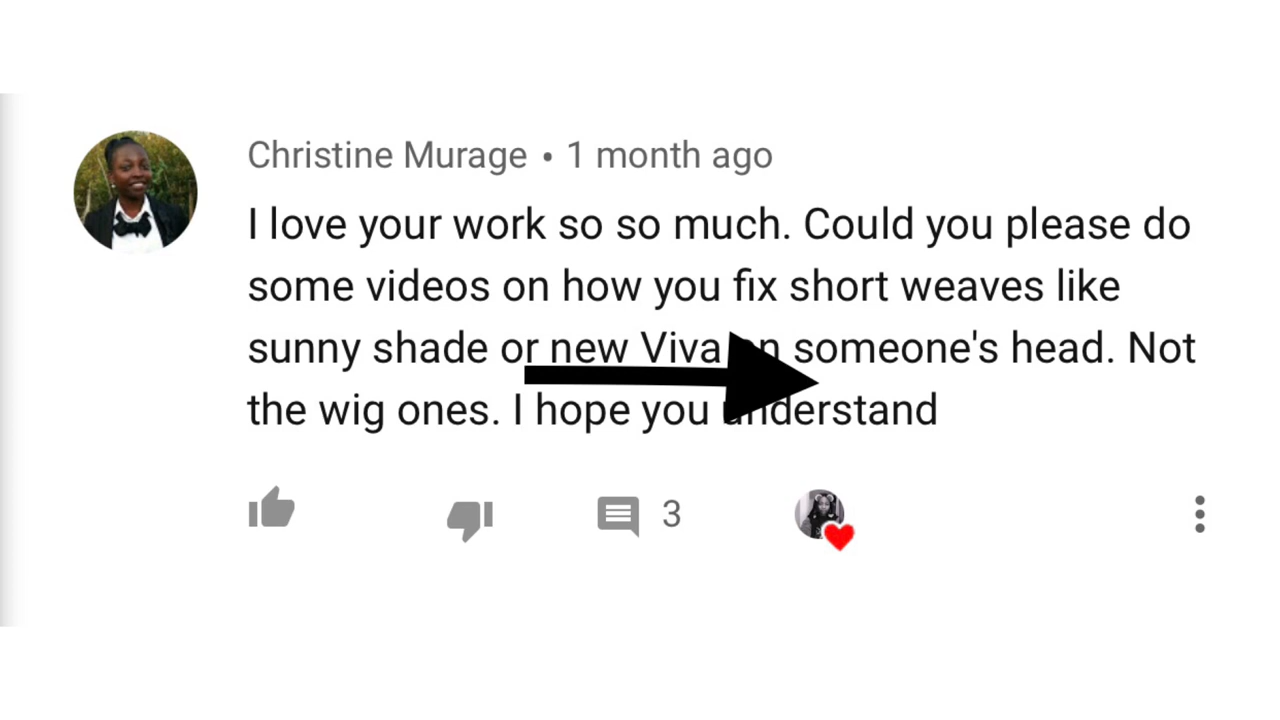 Christine Murage • 1 month ago
I love your work so so much. Could you please do
some videos on how you fix short weaves like
sunny shade or new Viva on someone's head. Not
the wig ones. I hope you understand
3